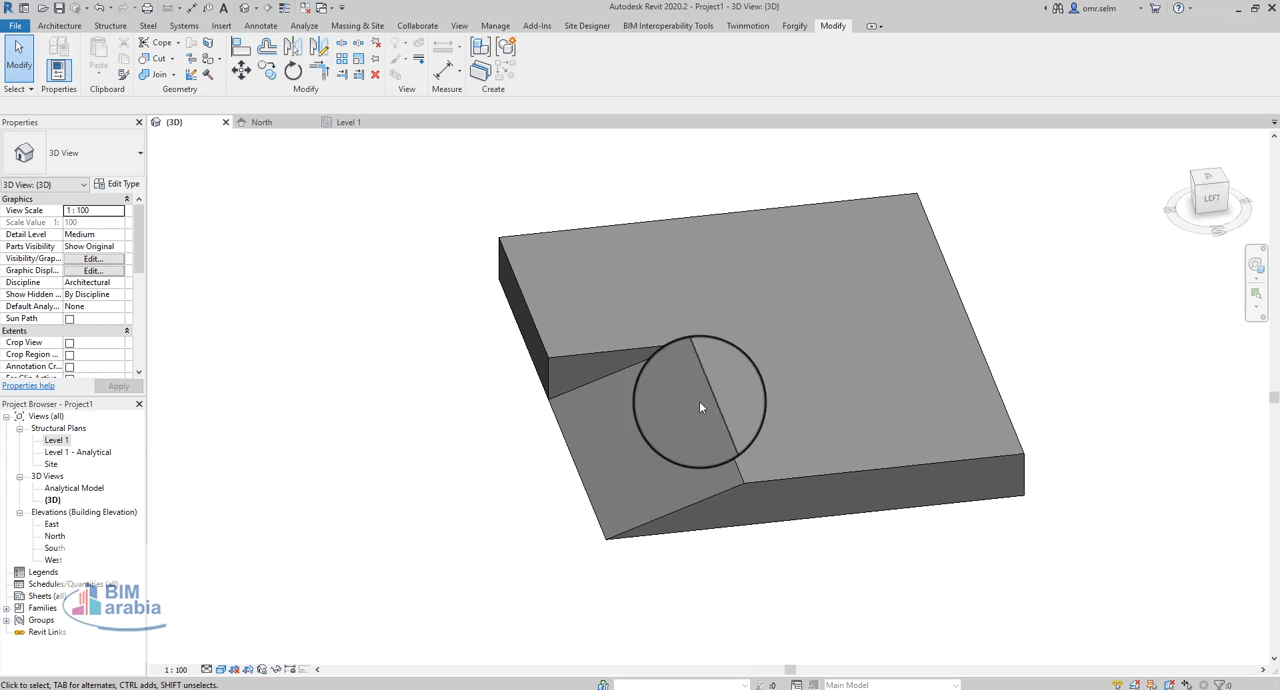 Autodesk Revit 2020.2 - Project1 - 3D View: {3D}
omr.selm
File Architecture Structure Steel Systems Insert Annotate Analyze Massing & Site Collaborate View Manage Add-Ins Site Designer BIM Interoperability Tools Twinmotion Forgify Modify
Modify
Properties
Paste
Cope
Cut
Join
Select Properties Clipboard Geometry Modify View Measure Create
Properties
{3D}
North
Level 1
3D View
3D View: {3D}
Edit Type
Graphics
View Scale 1 : 100
Scale Value 1: 100
Detail Level Medium
Parts Visibility Show Original
Visibility/Grap... Edit...
Graphic Displ... Edit...
Discipline Architectural
Show Hidden ... By Discipline
Default Analy... None
Sun Path
Extents
Crop View
Crop Region ...
Annotation Cr...
Properties help
Apply
Project Browser - Project1
Views (all)
Structural Plans
Level 1
Level 1 - Analytical
Site
3D Views
Analytical Model
{3D}
Elevations (Building Elevation)
East
North
South
West
Legends
Schedules/Quantities (all)
Sheets (all)
Families
Groups
Revit Links
BIM
arabia
LEFT
1 : 100
Click to select, TAB for alternates, CTRL adds, SHIFT unselects.
:0
Main Model
:0